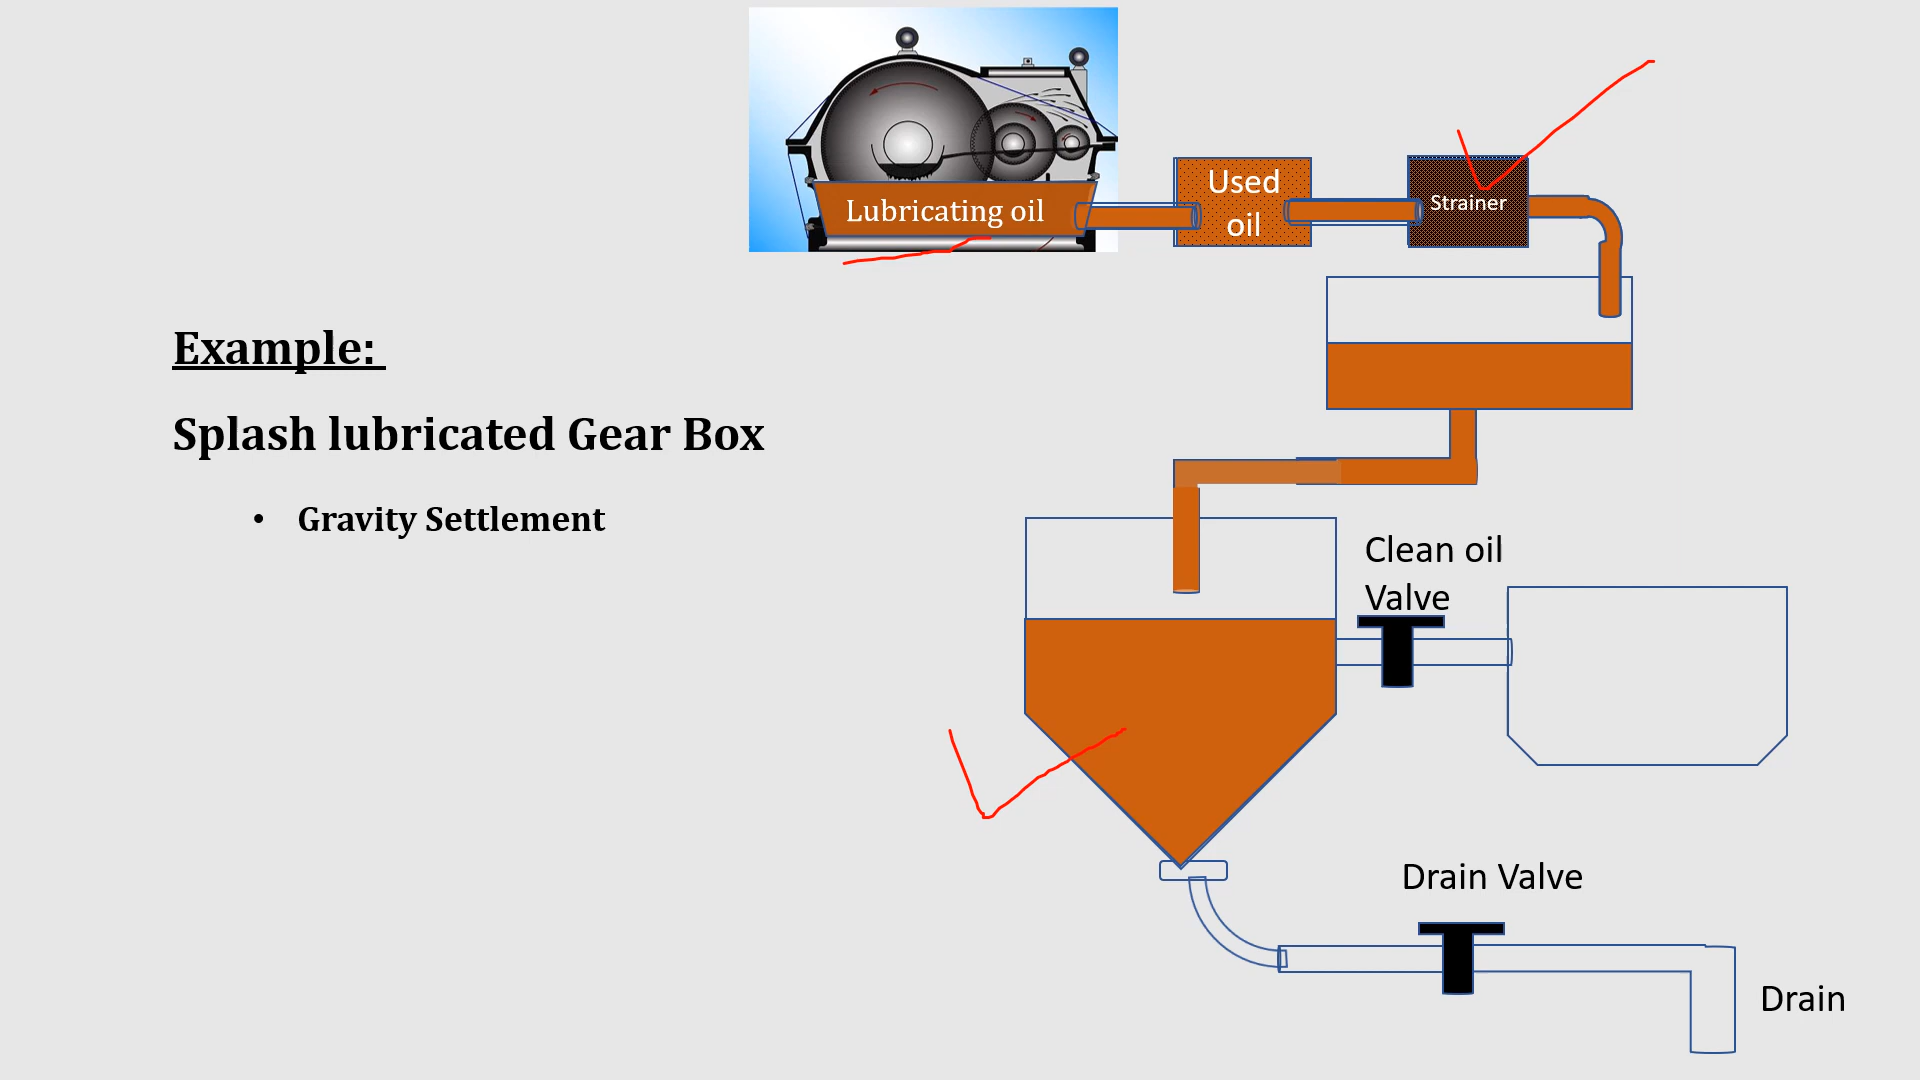 Lubricating oil
Used
oil
Strainer
Example:
Splash lubricated Gear Box
• Gravity Settlement
Clean oil
Valve
Drain Valve
Drain